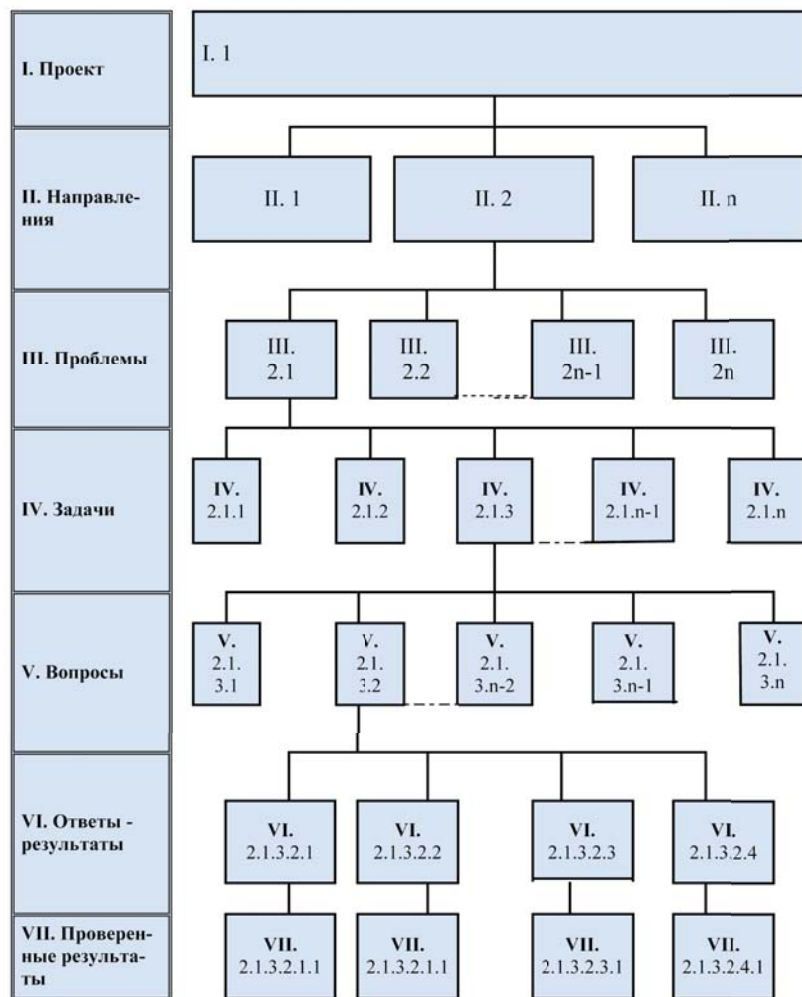 I. Проект
I. 1
II. Направле-
ния
II. 1
II. 2
II. n
III. Проблемы
III.
2.1
III.
2.2
III.
2n-1
III.
2n
IV. Задачи
IV.
2.1.1
IV.
2.1.2
IV.
2.1.3
IV.
2.1.n-1
IV.
2.1.n
V. Вопросы
V.
2.1.
3.1
V.
2.1.
3.2
V.
2.1.
3.n-2
V.
2.1.
3.n-1
V.
2.1.
3.n
VI. Ответы -
результаты
VI.
2.1.3.2.1
VI.
2.1.3.2.2
VI.
2.1.3.2.3
VI.
2.1.3.2.4
VII. Проверен-
ные результа-
ты
VII.
2.1.3.2.1.1
VII.
2.1.3.2.1.1
VII.
2.1.3.2.3.1
VII.
2.1.3.2.4.1